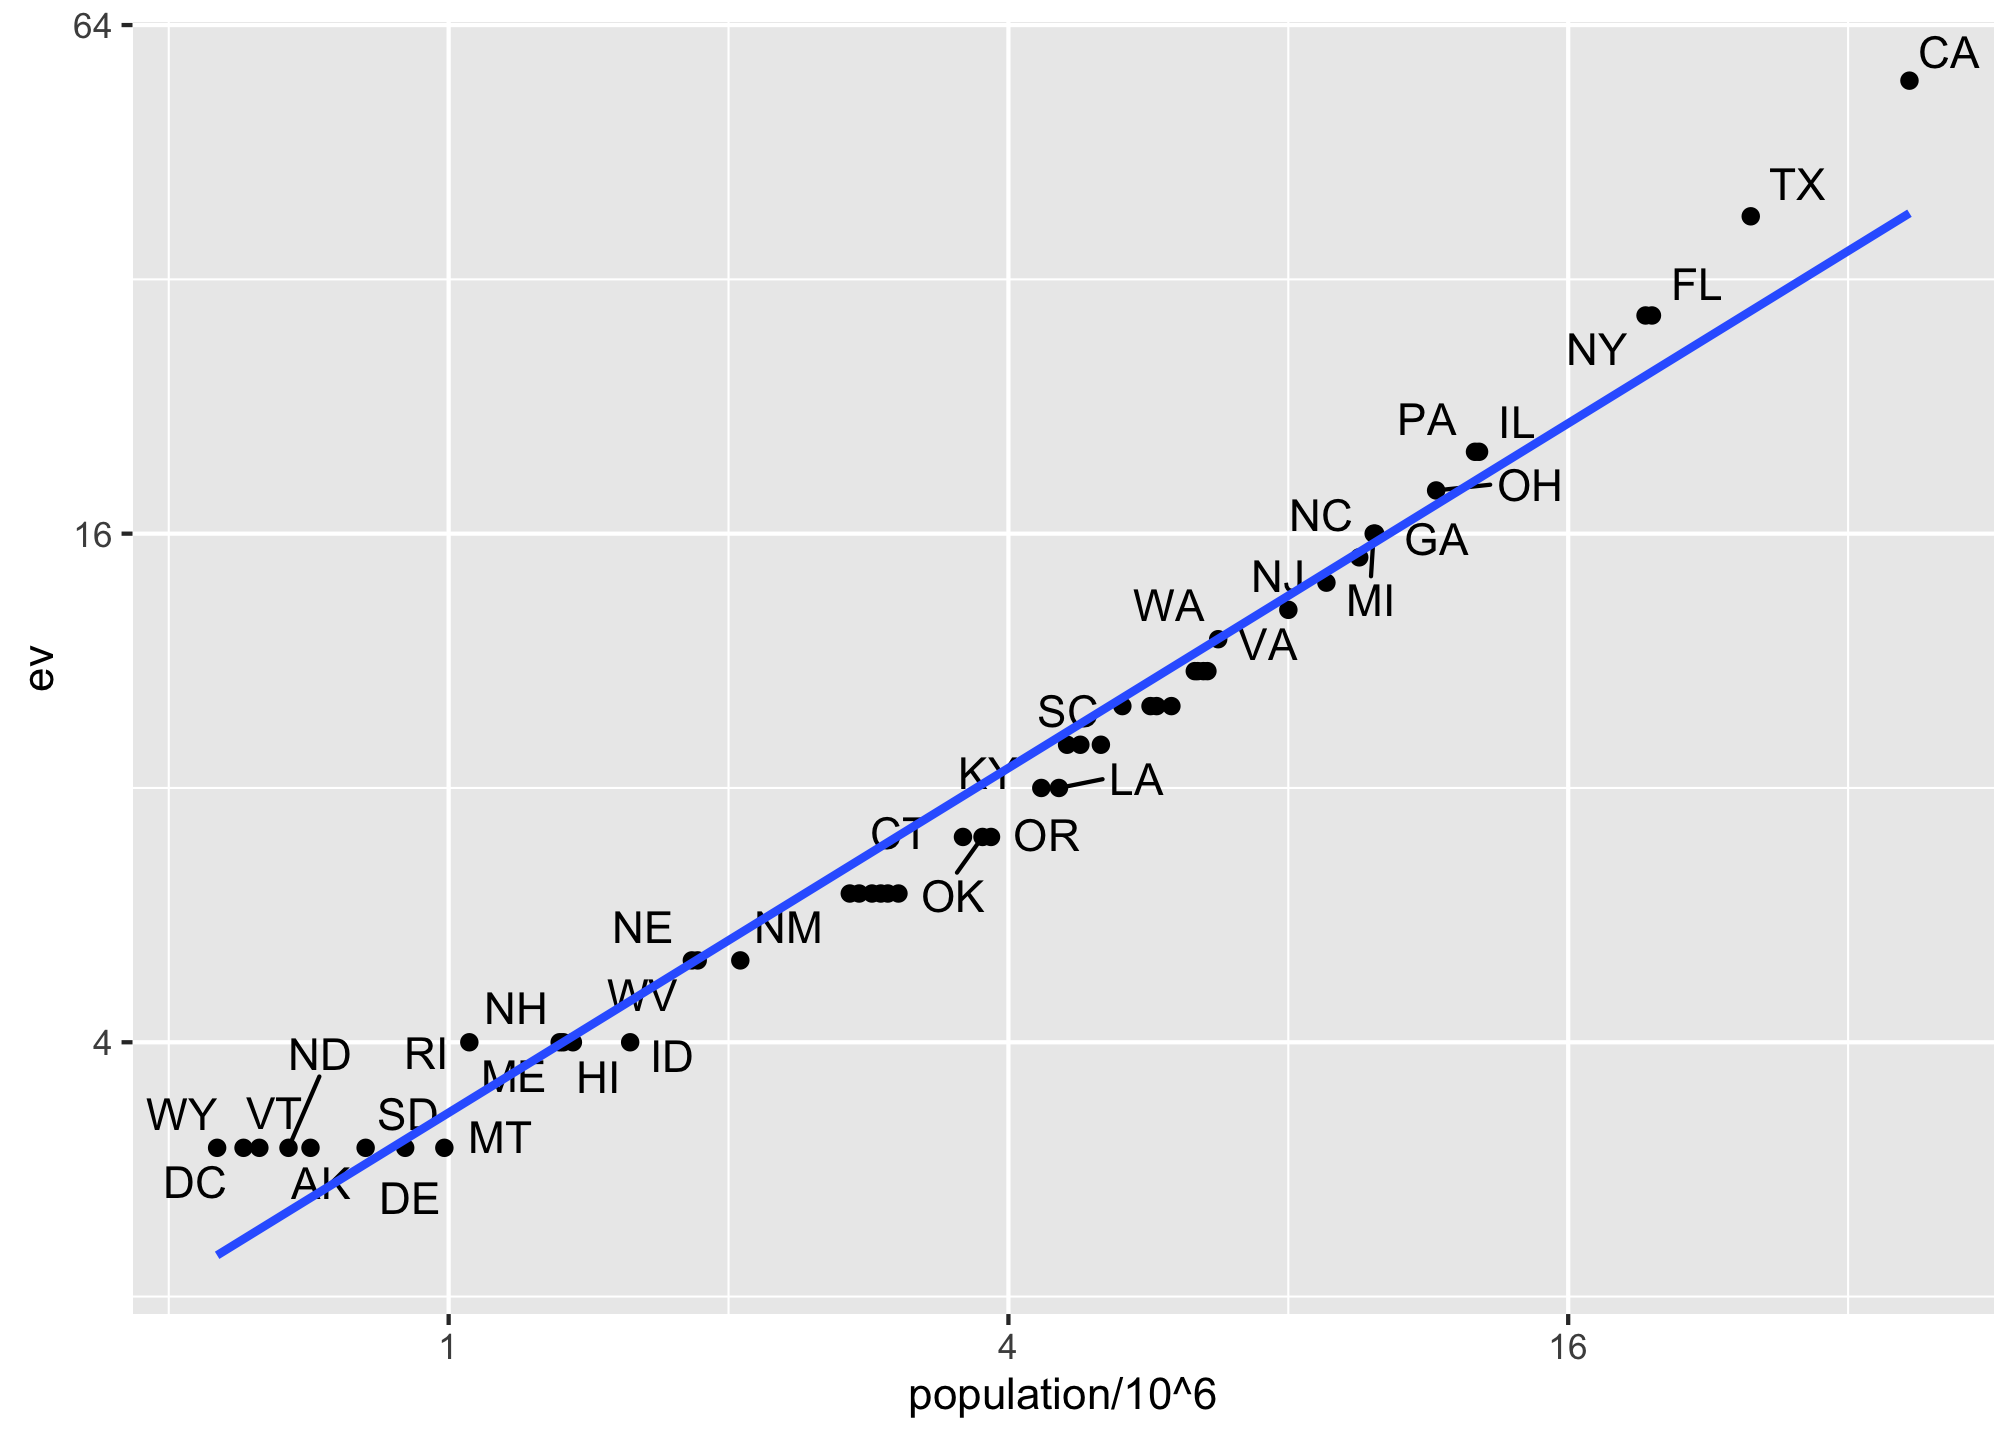 64
CA
TX
FL
NY
PA
IL
OH
NC
GA
16
NJ
MI
WA
VA
ev
SC
KY
LA
CT
OR
OK
NE
NM
WV
NH
4
ND
RI
ME
HI
ID
WY
VT
SD
MT
DC
AK
DE
1
4
16
population/10^6